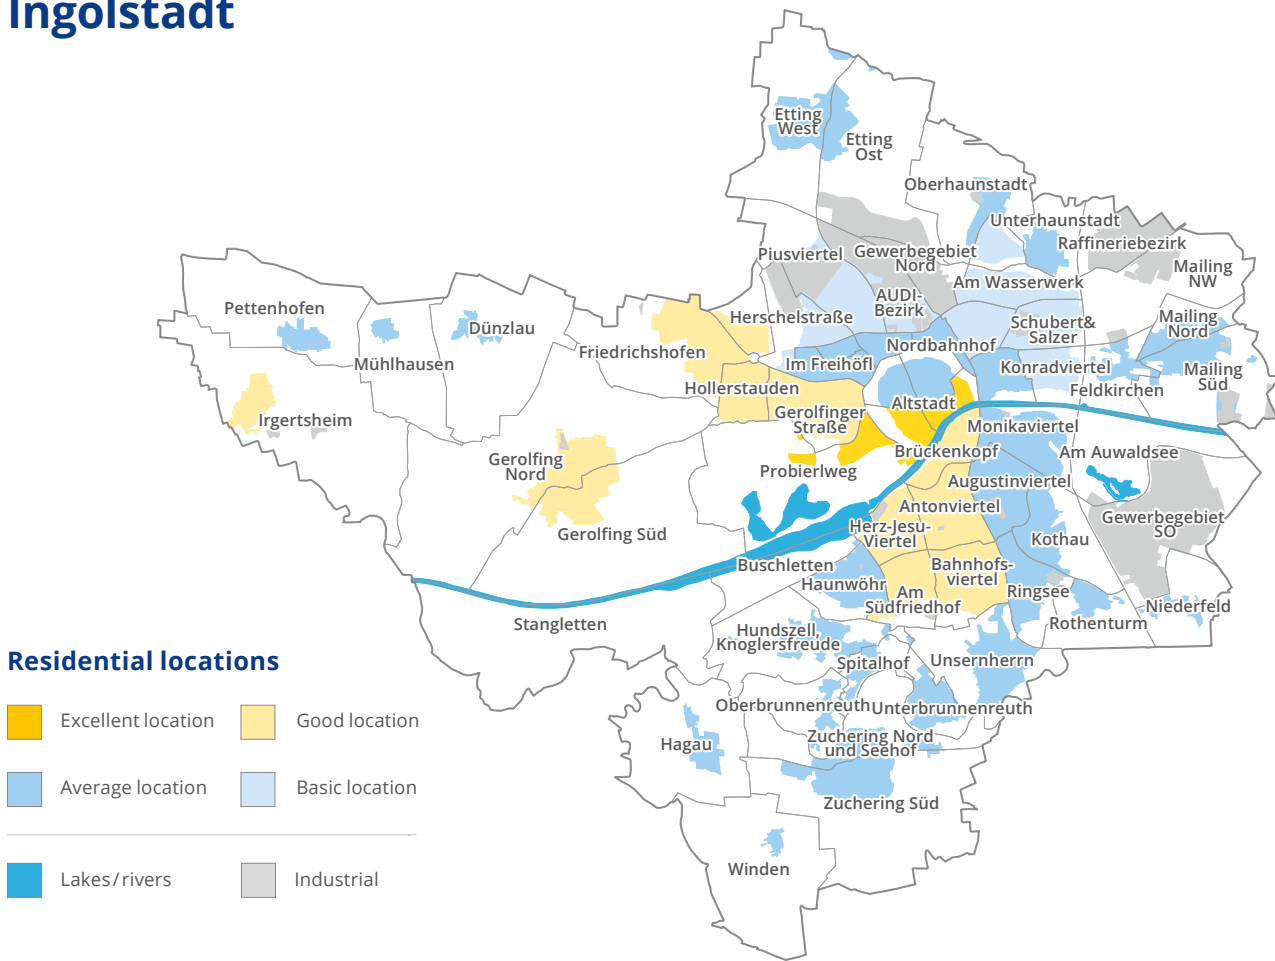 Ingolstadt
Etting
West
Etting
Ost
Oberhaunstadt
Unterhaunstadt
Piusviertel
Gewerbegebiet
Nord
Raffineriebezirk
Mailing
NW
Am Wasserwerk
AUDI-
Bezirk
Pettenhofen
Herschelstraße
Schubert&
Salzer
Mailing
Nord
Dünzlau
Mühlhausen
Friedrichshofen
Nordbahnhof
Im Freihöfl
Konradviertel
Mailing
Süd
Hollerstauden
Feldkirchen
Irgertsheim
Gerolfinger
Straße
Altstadt
Monikaviertel
Gerolfing
Nord
Probierlweg
Brückenkopf
Am Auwaldsee
Augustinviertel
Antonviertel
Gewerbegebiet
SO
Gerolfing Süd
Herz-Jesu-
Viertel
Kothau
Buschletten
Haunwöhr
Bahnhofs-
viertel
Am
Südfriedhof
Ringsee
Niederfeld
Stangletten
Rothenturm
Hundszell,
Knoglersfreude
Spitalhof
Unsernherrn
Residential locations
Oberbrunnenreuth
Unterbrunnenreuth
Excellent location
Good location
Hagau
Zuchering Nord
und Seehof
Average location
Basic location
Zuchering Süd
Winden
Lakes/rivers
Industrial